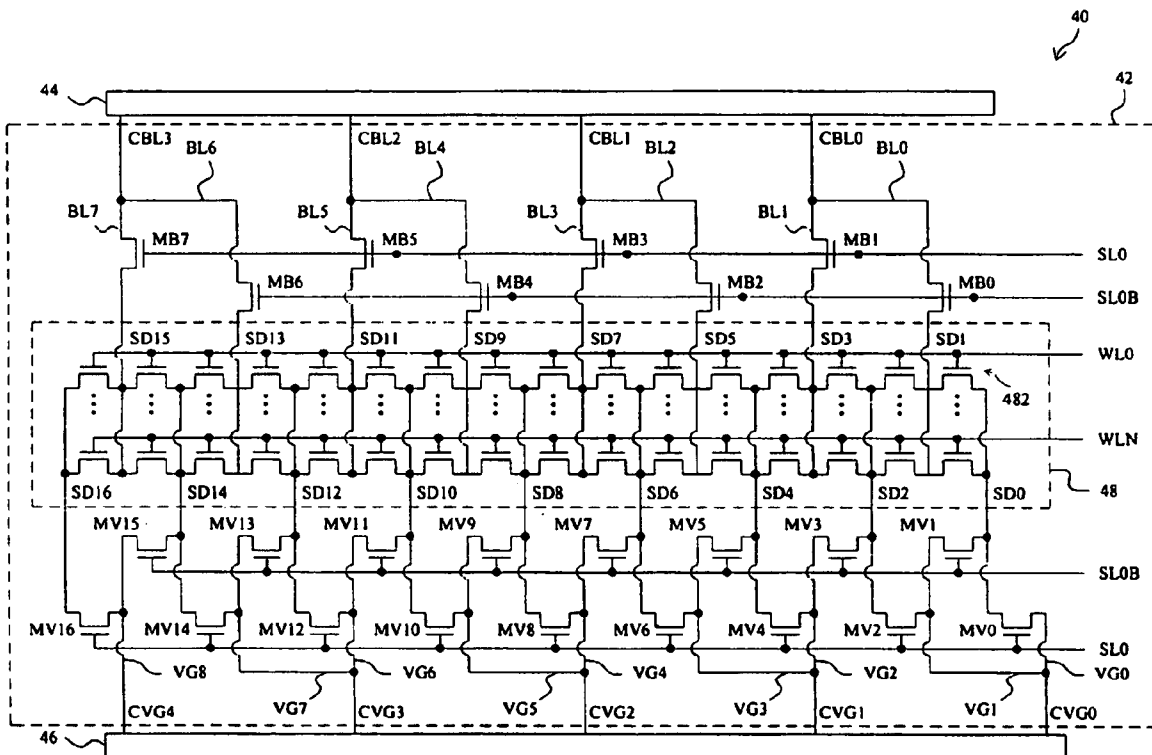 40
44
42
CBL3 CBL2 CBL1 CBL0
BL6 BL4 BL2 BL0
BL7 BL5 BL3 BL1
MB7 MB5 MB3 MB1 SL0
MB6 MB4 MB2 MB0 SL0B
SD15 SD13 SD11 SD9 SD7 SD5 SD3 SD1 WL0
482
WLN
SD16 SD14 SD12 SD10 SD8 SD6 SD4 SD2 SD0 48
MV15 MV13 MV11 MV9 MV7 MV5 MV3 MV1
SL0B
MV16 MV14 MV12 MV10 MV8 MV6 MV4 MV2 MV0
SL0
VG8 VG6 VG4 VG2 VG0
VG7 VG5 VG3 VG1
CVG4 CVG3 CVG2 CVG1 CVG0
46